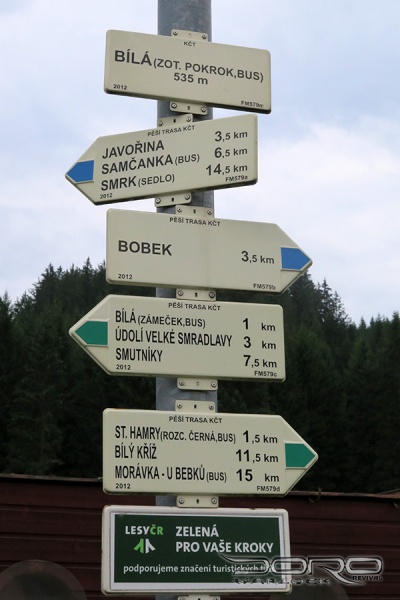 KČT
BÍLÁ (ZOT. POKROK,BUS)
535 m
2012
FM579e
PĚŠÍ TRASA KČT
JAVOŘINA 3,5 km
SAMČANKA (BUS) 6,5 km
SMRK (SEDLO) 14,5 km
2012
FM579a
PĚŠÍ TRASA KČT
BOBEK 3,5 km
2012
FM579b
PĚŠÍ TRASA KČT
BÍLÁ (ZÁMEČEK,BUS) 1 km
ÚDOLÍ VELKÉ SMRADLAVY 3 km
SMUTNÍKY 7,5 km
2012
FM579c
PĚŠÍ TRASA KČT
ST. HAMRY (ROZC. ČERNÁ,BUS) 1,5 km
BÍLÝ KŘÍŽ 11,5 km
MORÁVKA - U BEBKŮ (BUS) 15 km
2012
FM579d
LESYČR
ZELENÁ
PRO VAŠE KROKY
podporujeme značení turistických
REVIVAL